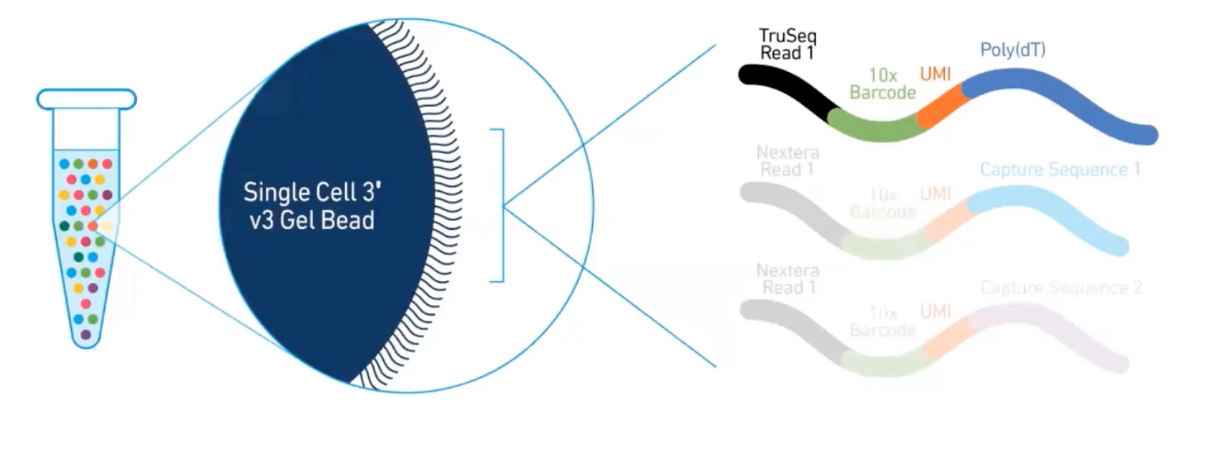 Single Cell 3'
v3 Gel Bead
TruSeq
Read 1
10x
Barcode
UMI
Poly(dT)
Nextera
Read 1
10x
Barcode
UMI
Capture Sequence 1
Nextera
Read 1
10x
Barcode
UMI
Capture Sequence 2